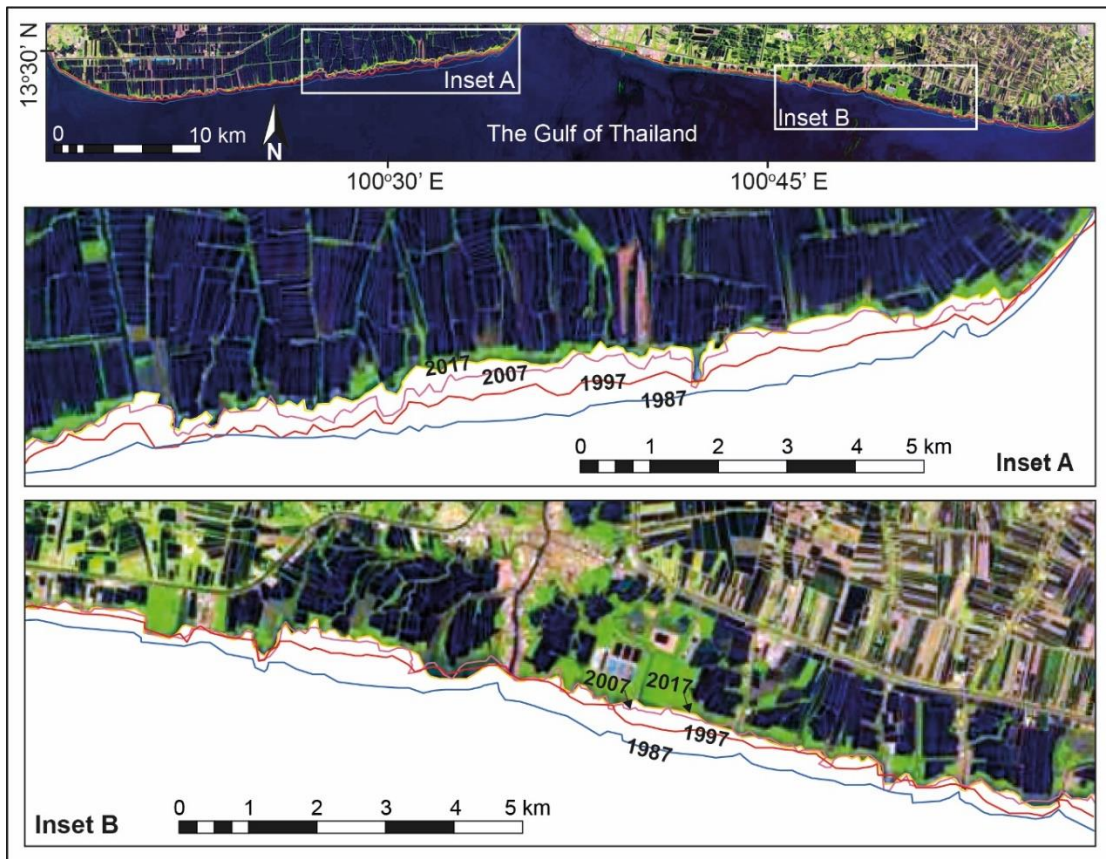 13°30' N
Inset A
Inset B
0 10 km
N
The Gulf of Thailand
100°30' E 100°45' E
2017
2007
1997
1987
0 1 2 3 4 5 km
Inset A
2007 2017
1997
1987
0 1 2 3 4 5 km
Inset B